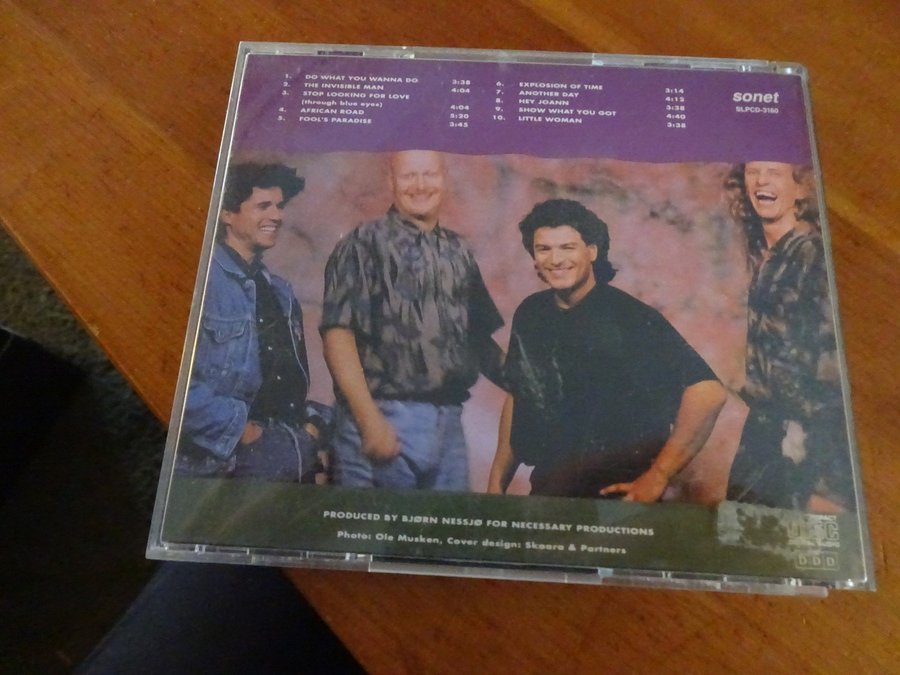 1. DO WHAT YOU WANNA DO 3:38
2. THE INVISIBLE MAN 4:04
3. STOP LOOKING FOR LOVE
(through blue eyes) 4:04
4. AFRICAN ROAD 5:20
5. FOOL'S PARADISE 3:45
6. EXPLOSION OF TIME 3:14
7. ANOTHER DAY 4:12
8. HEY JOANN 3:38
9. SHOW WHAT YOU GOT 4:40
10. LITTLE WOMAN 3:38
sonet
SLPCD-3160
PRODUCED BY BJØRN NESSJØ FOR NECESSARY PRODUCTIONS
Photo: Ole Musken, Cover design: Skaara & Partners
DDD